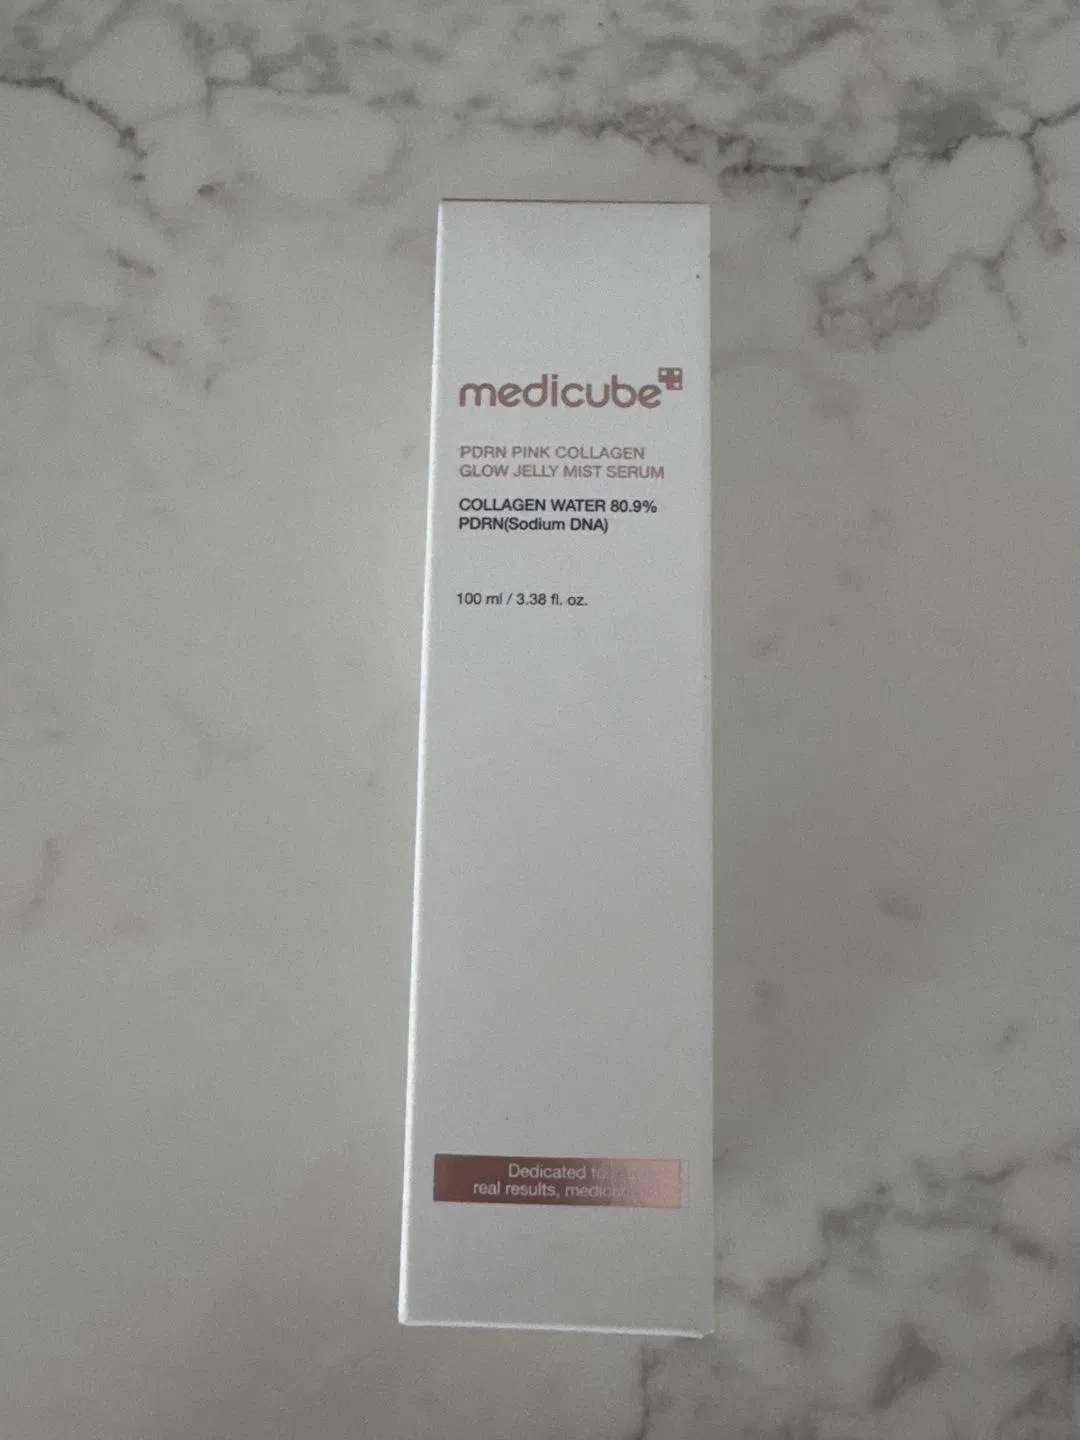 medicube
PDRN PINK COLLAGEN
GLOW JELLY MIST SERUM
COLLAGEN WATER 80.9%
PDRN(Sodium DNA)
100 ml / 3.38 fl. oz.
Dedicated
real results,